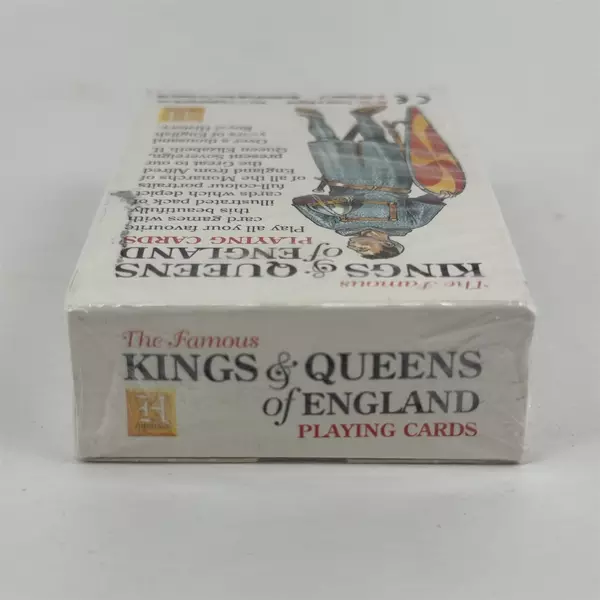 The Famous
KINGS & QUEENS
of ENGLAND
PLAYING CARDS
H
The Famous
KINGS & QUEENS
of ENGLAND
PLAYING CARDS
Play all your favourite
card games with
this beautifully
illustrated pack of
cards which depict
full-colour portraits
of all the Monarchs of
England from Alfred
the Great to our
present Sovereign,
Queen Elizabeth II.
Over a thousand
years of English
Royal History.
CE